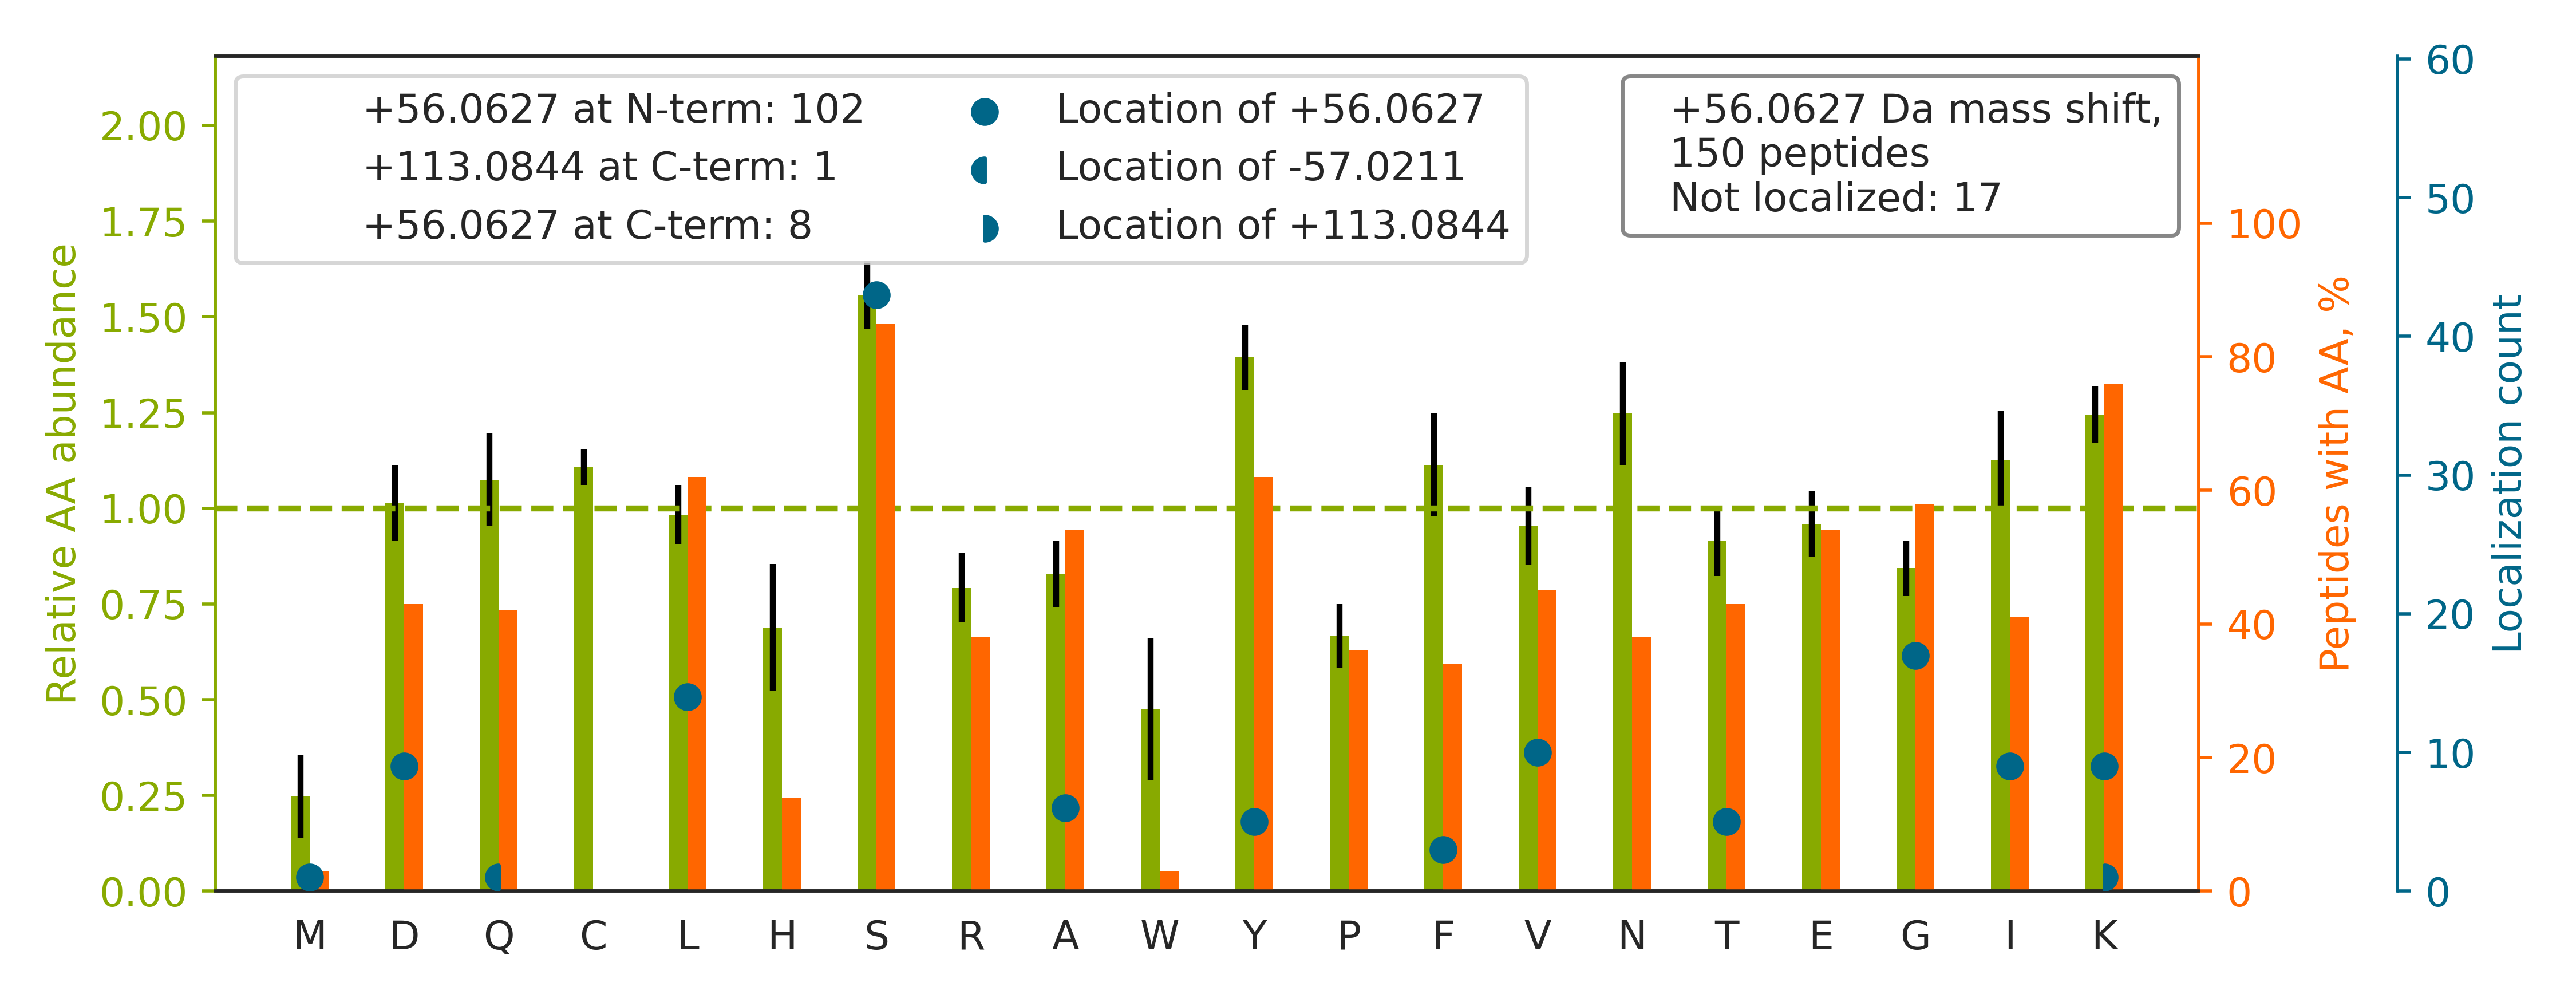 +56.0627 at N-term: 102
+113.0844 at C-term: 1
+56.0627 at C-term: 8
Location of +56.0627
Location of -57.0211
Location of +113.0844
+56.0627 Da mass shift,
150 peptides
Not localized: 17
Relative AA abundance
2.00
1.75
1.50
1.25
1.00
0.75
0.50
0.25
0.00
M D Q C L H S R A W Y P F V N T E G I K
100
80
60
40
20
0
Peptides with AA, %
60
50
40
30
20
10
0
Localization count